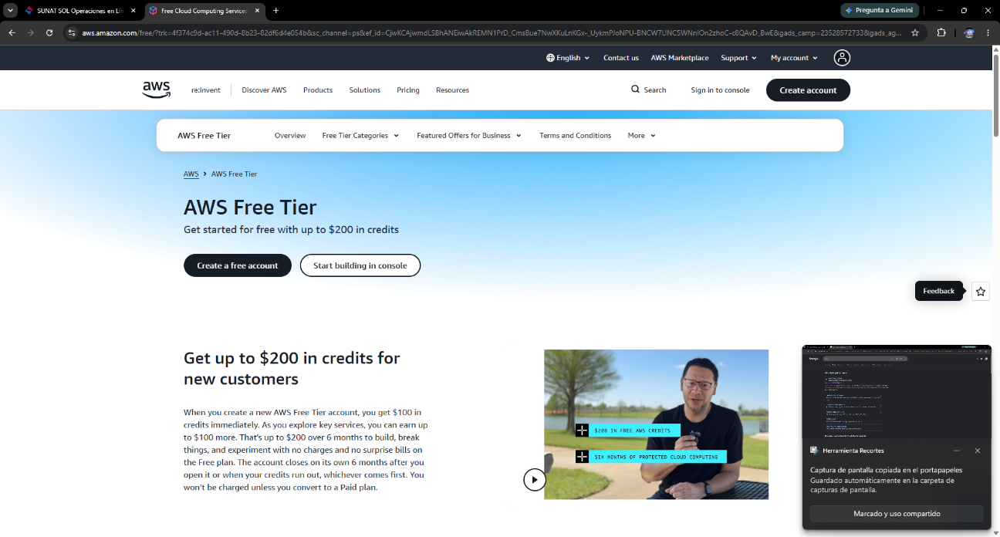 SUNAT SOL Operaciones en Lín
Free Cloud Computing Services
Pregunta a Gemini
aws.amazon.com/free/?trk=4f374c9d-ac11-490d-8b23-82df6d4e054b&sc_channel=ps&ef_id=CjwKCAjwmdLSBhANEiwAkREMN1PrD_CmsBue7NwXKuLnKGx-_UykmPJoNPU-BNCW7UNC5WNnIOn2zhoC-c8QAvD_BwE&gads_camp=23528572733&gads_ag...
English Contact us AWS Marketplace Support My account
aws re:Invent Discover AWS Products Solutions Pricing Resources Search Sign in to console Create account
AWS Free Tier Overview Free Tier Categories Featured Offers for Business Terms and Conditions More
AWS > AWS Free Tier
AWS Free Tier
Get started for free with up to $200 in credits
Create a free account Start building in console
Feedback
Get up to $200 in credits for
new customers
When you create a new AWS Free Tier account, you get $100 in
credits immediately. As you explore key services, you can earn up
to $100 more. That's up to $200 over 6 months to build, break
things, and experiment with no charges and no surprise bills on
the Free plan. The account closes on its own 6 months after you
open it or when your credits run out, whichever comes first. You
won't be charged unless you convert to a Paid plan.
$200 IN FREE AWS CREDITS
SIX MONTHS OF PROTECTED CLOUD COMPUTING
Herramienta Recortes
Captura de pantalla copiada en el portapapeles
Guardado automáticamente en la carpeta de
capturas de pantalla.
Marcado y uso compartido